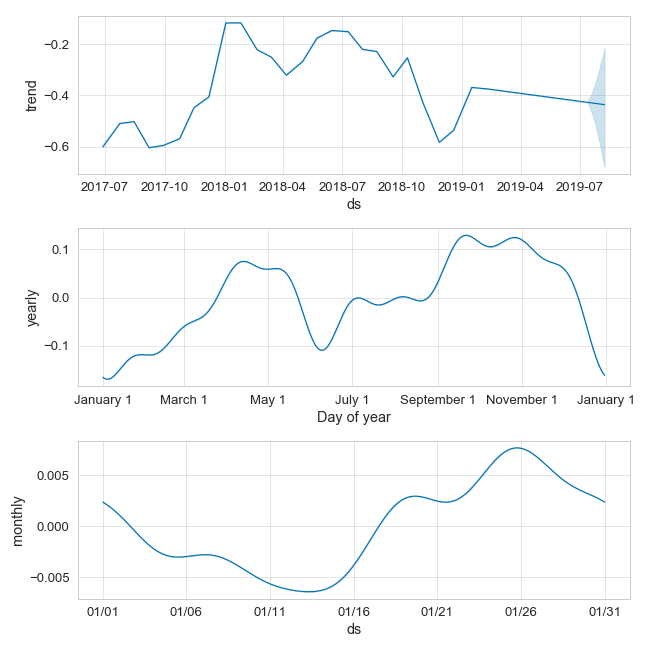 −0.2
−0.4
−0.6
trend
2017-07 2017-10 2018-01 2018-04 2018-07 2018-10 2019-01 2019-04 2019-07
ds
0.1
0.0
−0.1
yearly
January 1 March 1 May 1 July 1 September 1 November 1 January 1
Day of year
0.005
0.000
−0.005
monthly
01/01 01/06 01/11 01/16 01/21 01/26 01/31
ds